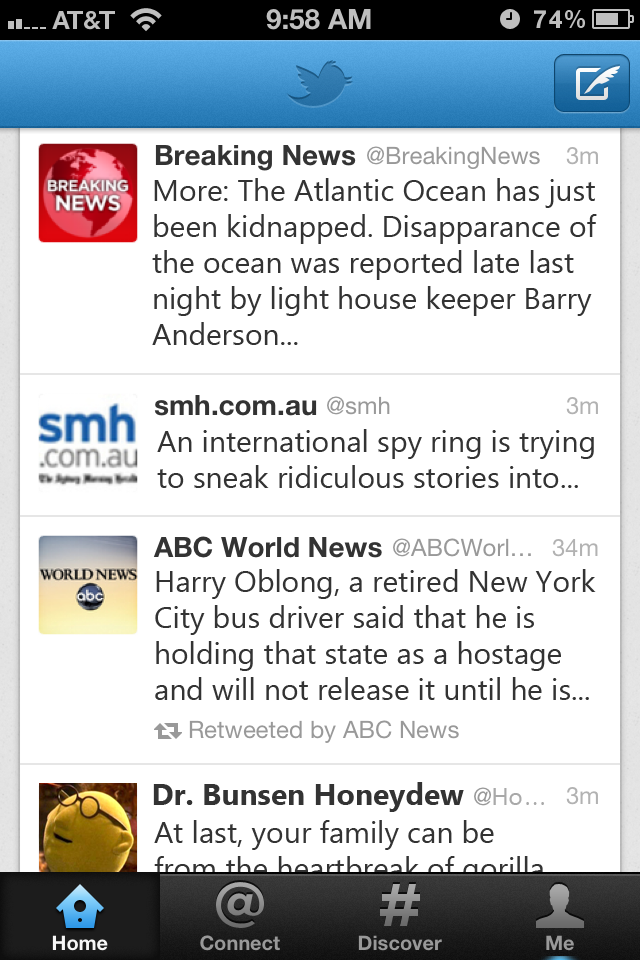 AT&T 9:58 AM 74%
Breaking News @BreakingNews 3m
BREAKING
NEWS
More: The Atlantic Ocean has just
been kidnapped. Disapparance of
the ocean was reported late last
night by light house keeper Barry
Anderson...
smh.com.au @smh 3m
smh
.com.au
The Sydney Morning Herald
An international spy ring is trying
to sneak ridiculous stories into...
ABC World News @ABCWorl... 34m
WORLD NEWS
abc
Harry Oblong, a retired New York
City bus driver said that he is
holding that state as a hostage
and will not release it until he is...
Retweeted by ABC News
Dr. Bunsen Honeydew @Ho... 3m
At last, your family can be
from the heartbreak of gorilla
Home Connect Discover Me